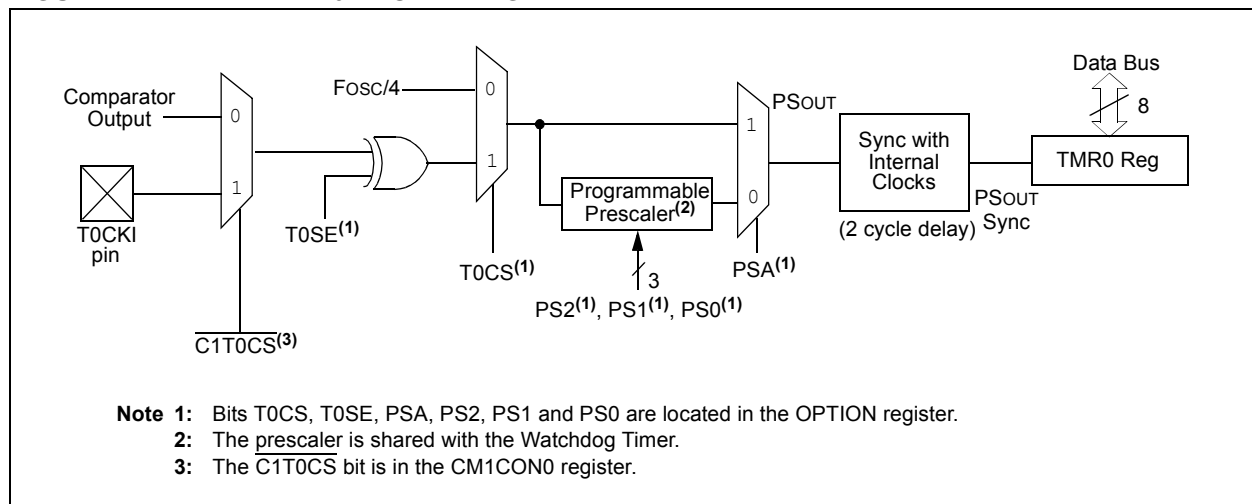 Data Bus
8
TMR0 Reg
FOSC/4
0
1
PSOUT
1
0
Comparator
Output
0
1
T0CKI
pin
T0SE(1)
T0CS(1)
Programmable
Prescaler(2)
3
PS2(1), PS1(1), PS0(1)
PSA(1)
Sync with
Internal
Clocks
(2 cycle delay)
PSOUT
Sync
C1T0CS(3)
Note 1: Bits T0CS, T0SE, PSA, PS2, PS1 and PS0 are located in the OPTION register.
2: The prescaler is shared with the Watchdog Timer.
3: The C1T0CS bit is in the CM1CON0 register.